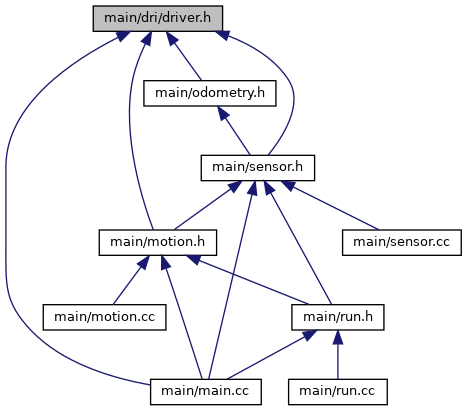 main/dri/driver.h
main/odometry.h
main/sensor.h
main/motion.h
main/sensor.cc
main/motion.cc
main/run.h
main/main.cc
main/run.cc